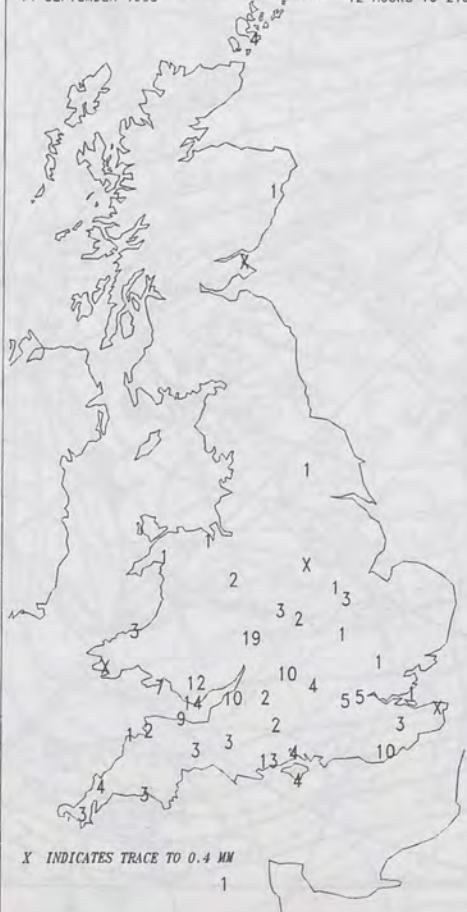 SEPTEMBER 12 HOURS TO
4
1
X
1
1
1 X
2 1
3
3 2
3 19 1
X 1
7 12 10 4
14 10 2 5 5 1
9 X
1 2 2 3
3 3 4 10
13
4 4
3 3
X INDICATES TRACE TO 0.4 MM
1